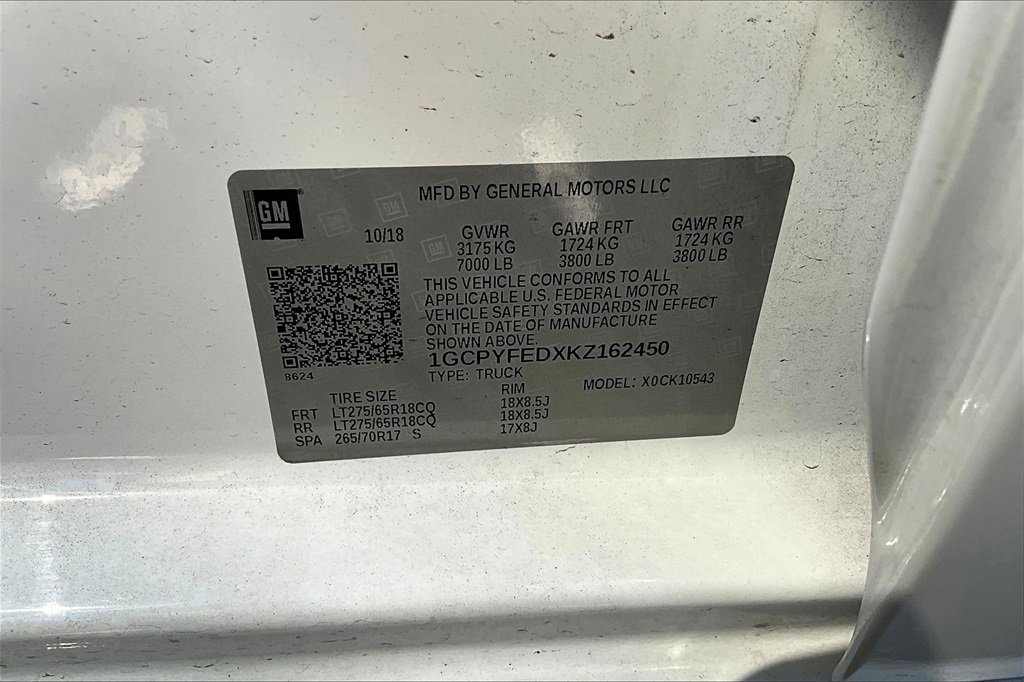 MFD BY GENERAL MOTORS LLC
GM
10/18 GVWR GAWR FRT GAWR RR
3175 KG 1724 KG 1724 KG
7000 LB 3800 LB 3800 LB
THIS VEHICLE CONFORMS TO ALL
APPLICABLE U.S. FEDERAL MOTOR
VEHICLE SAFETY STANDARDS IN EFFECT
ON THE DATE OF MANUFACTURE
SHOWN ABOVE.
1GCPYFEDXKZ162450
8624
TYPE: TRUCK MODEL: X0CK10543
TIRE SIZE RIM
FRT LT275/65R18CQ 18X8.5J
RR LT275/65R18CQ 18X8.5J
SPA 265/70R17 S 17X8J